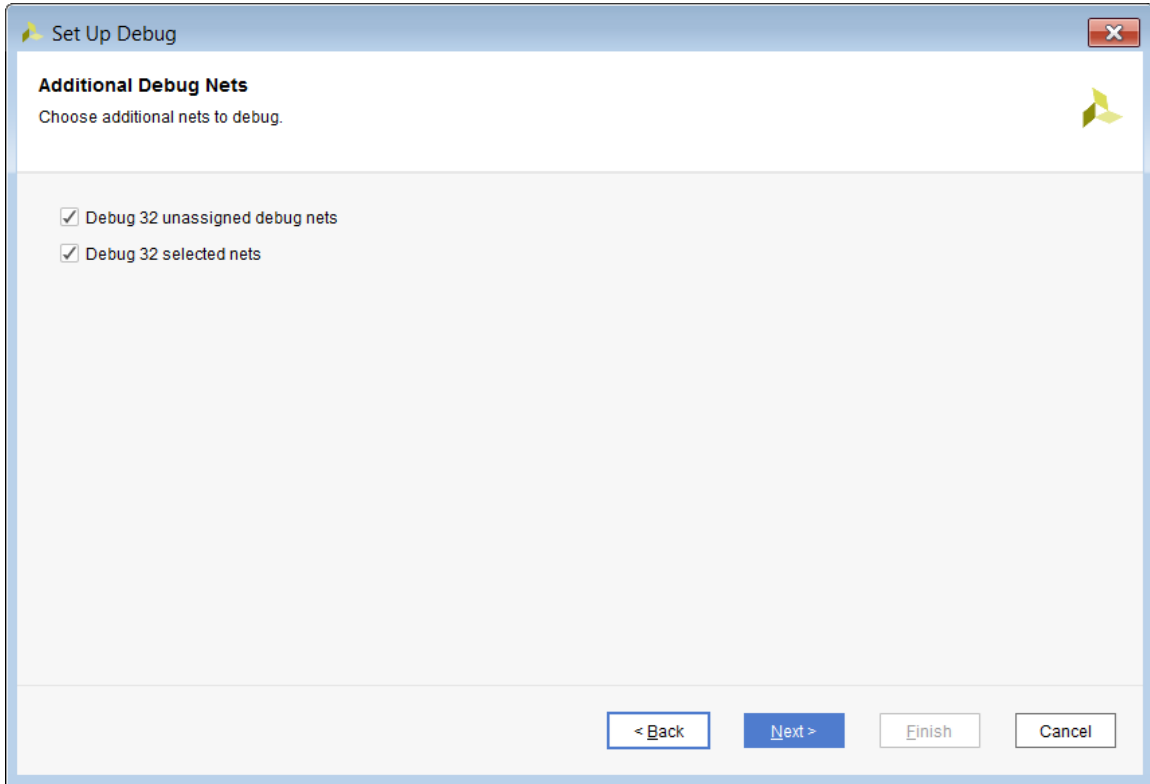 Set Up Debug
Additional Debug Nets
Choose additional nets to debug.
Debug 32 unassigned debug nets
Debug 32 selected nets
< Back
Next >
Finish
Cancel